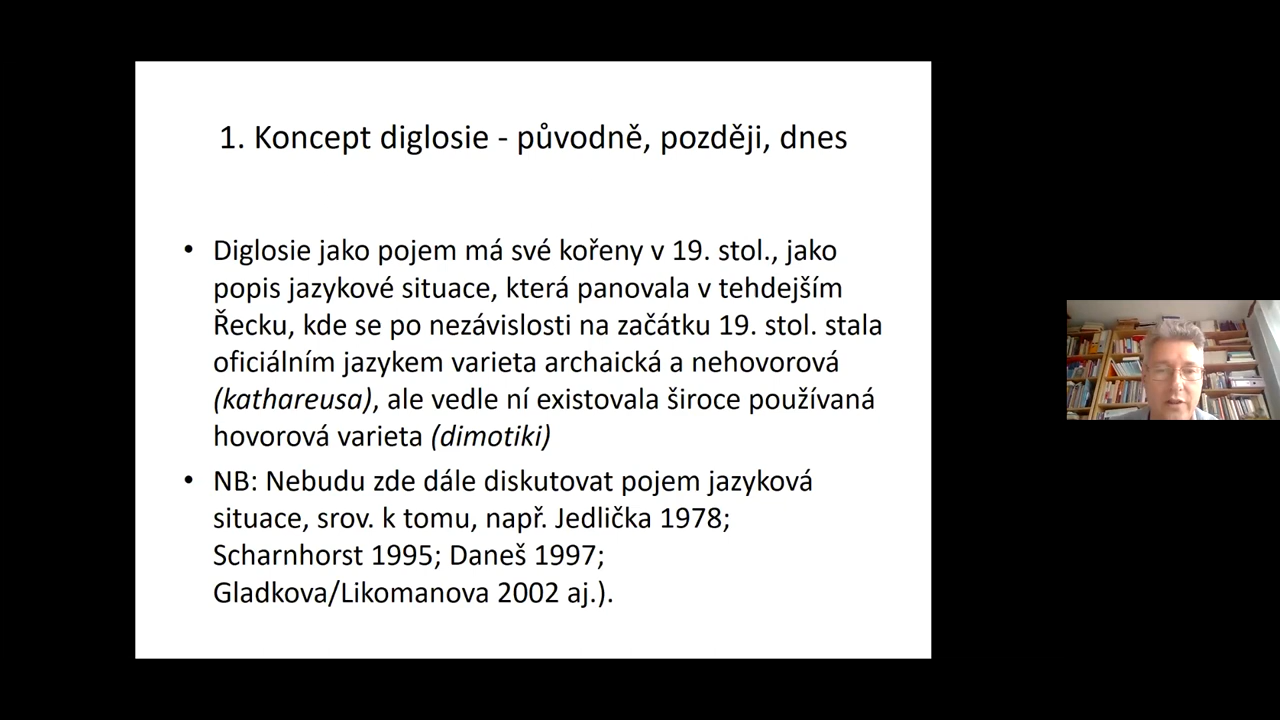 1. Koncept diglosie - původně, později, dnes
• Diglosie jako pojem má své kořeny v 19. stol., jako
popis jazykové situace, která panovala v tehdejším
Řecku, kde se po nezávislosti na začátku 19. stol. stala
oficiálním jazykem varieta archaická a nehovorová
(kathareusa), ale vedle ní existovala široce používaná
hovorová varieta (dimotiki)
• NB: Nebudu zde dále diskutovat pojem jazyková
situace, srov. k tomu, např. Jedlička 1978;
Scharnhorst 1995; Daneš 1997;
Gladkova/Likomanova 2002 aj.).